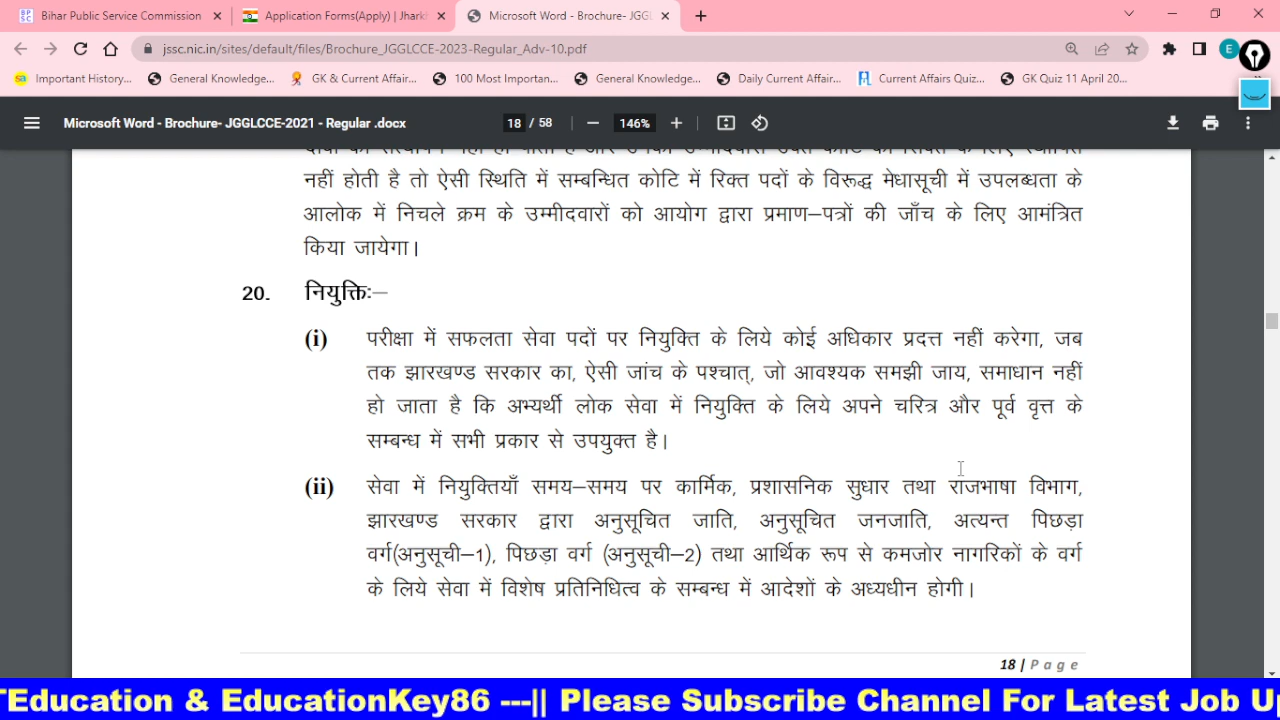 Bihar Public Service Commission
Application Forms(Apply) | Jharkh
Microsoft Word - Brochure- JGGL
jssc.nic.in/sites/default/files/Brochure_JGGLCCE-2023-Regular_Adv-10.pdf
E
Important History...
General Knowledge...
GK & Current Affair...
100 Most Importan...
General Knowledge...
Daily Current Affair...
Current Affairs Quiz...
GK Quiz 11 April 20...
Microsoft Word - Brochure- JGGLCCE-2021 - Regular .docx
18 / 58
146%
नहीं होती है तो ऐसी स्थिति में सम्बन्धित कोटि में रिक्त पदों के विरूद्ध मेधासूची में उपलब्धता के
आलोक में निचले क्रम के उम्मीदवारों को आयोग द्वारा प्रमाण–पत्रों की जाँच के लिए आमंत्रित
किया जायेगा।
20. नियुक्तिः–
(i) परीक्षा में सफलता सेवा पदों पर नियुक्ति के लिये कोई अधिकार प्रदत्त नहीं करेगा, जब
तक झारखण्ड सरकार का, ऐसी जांच के पश्चात्, जो आवश्यक समझी जाय, समाधान नहीं
हो जाता है कि अभ्यर्थी लोक सेवा में नियुक्ति के लिये अपने चरित्र और पूर्व वृत्त के
सम्बन्ध में सभी प्रकार से उपयुक्त है।
(ii) सेवा में नियुक्तियाँ समय–समय पर कार्मिक, प्रशासनिक सुधार तथा राजभाषा विभाग,
झारखण्ड सरकार द्वारा अनुसूचित जाति, अनुसूचित जनजाति, अत्यन्त पिछड़ा
वर्ग(अनुसूची–1), पिछड़ा वर्ग (अनुसूची–2) तथा आर्थिक रूप से कमजोर नागरिकों के वर्ग
के लिये सेवा में विशेष प्रतिनिधित्व के सम्बन्ध में आदेशों के अध्यधीन होगी।
18 | Page
TEducation & EducationKey86 ---|| Please Subscribe Channel For Latest Job U